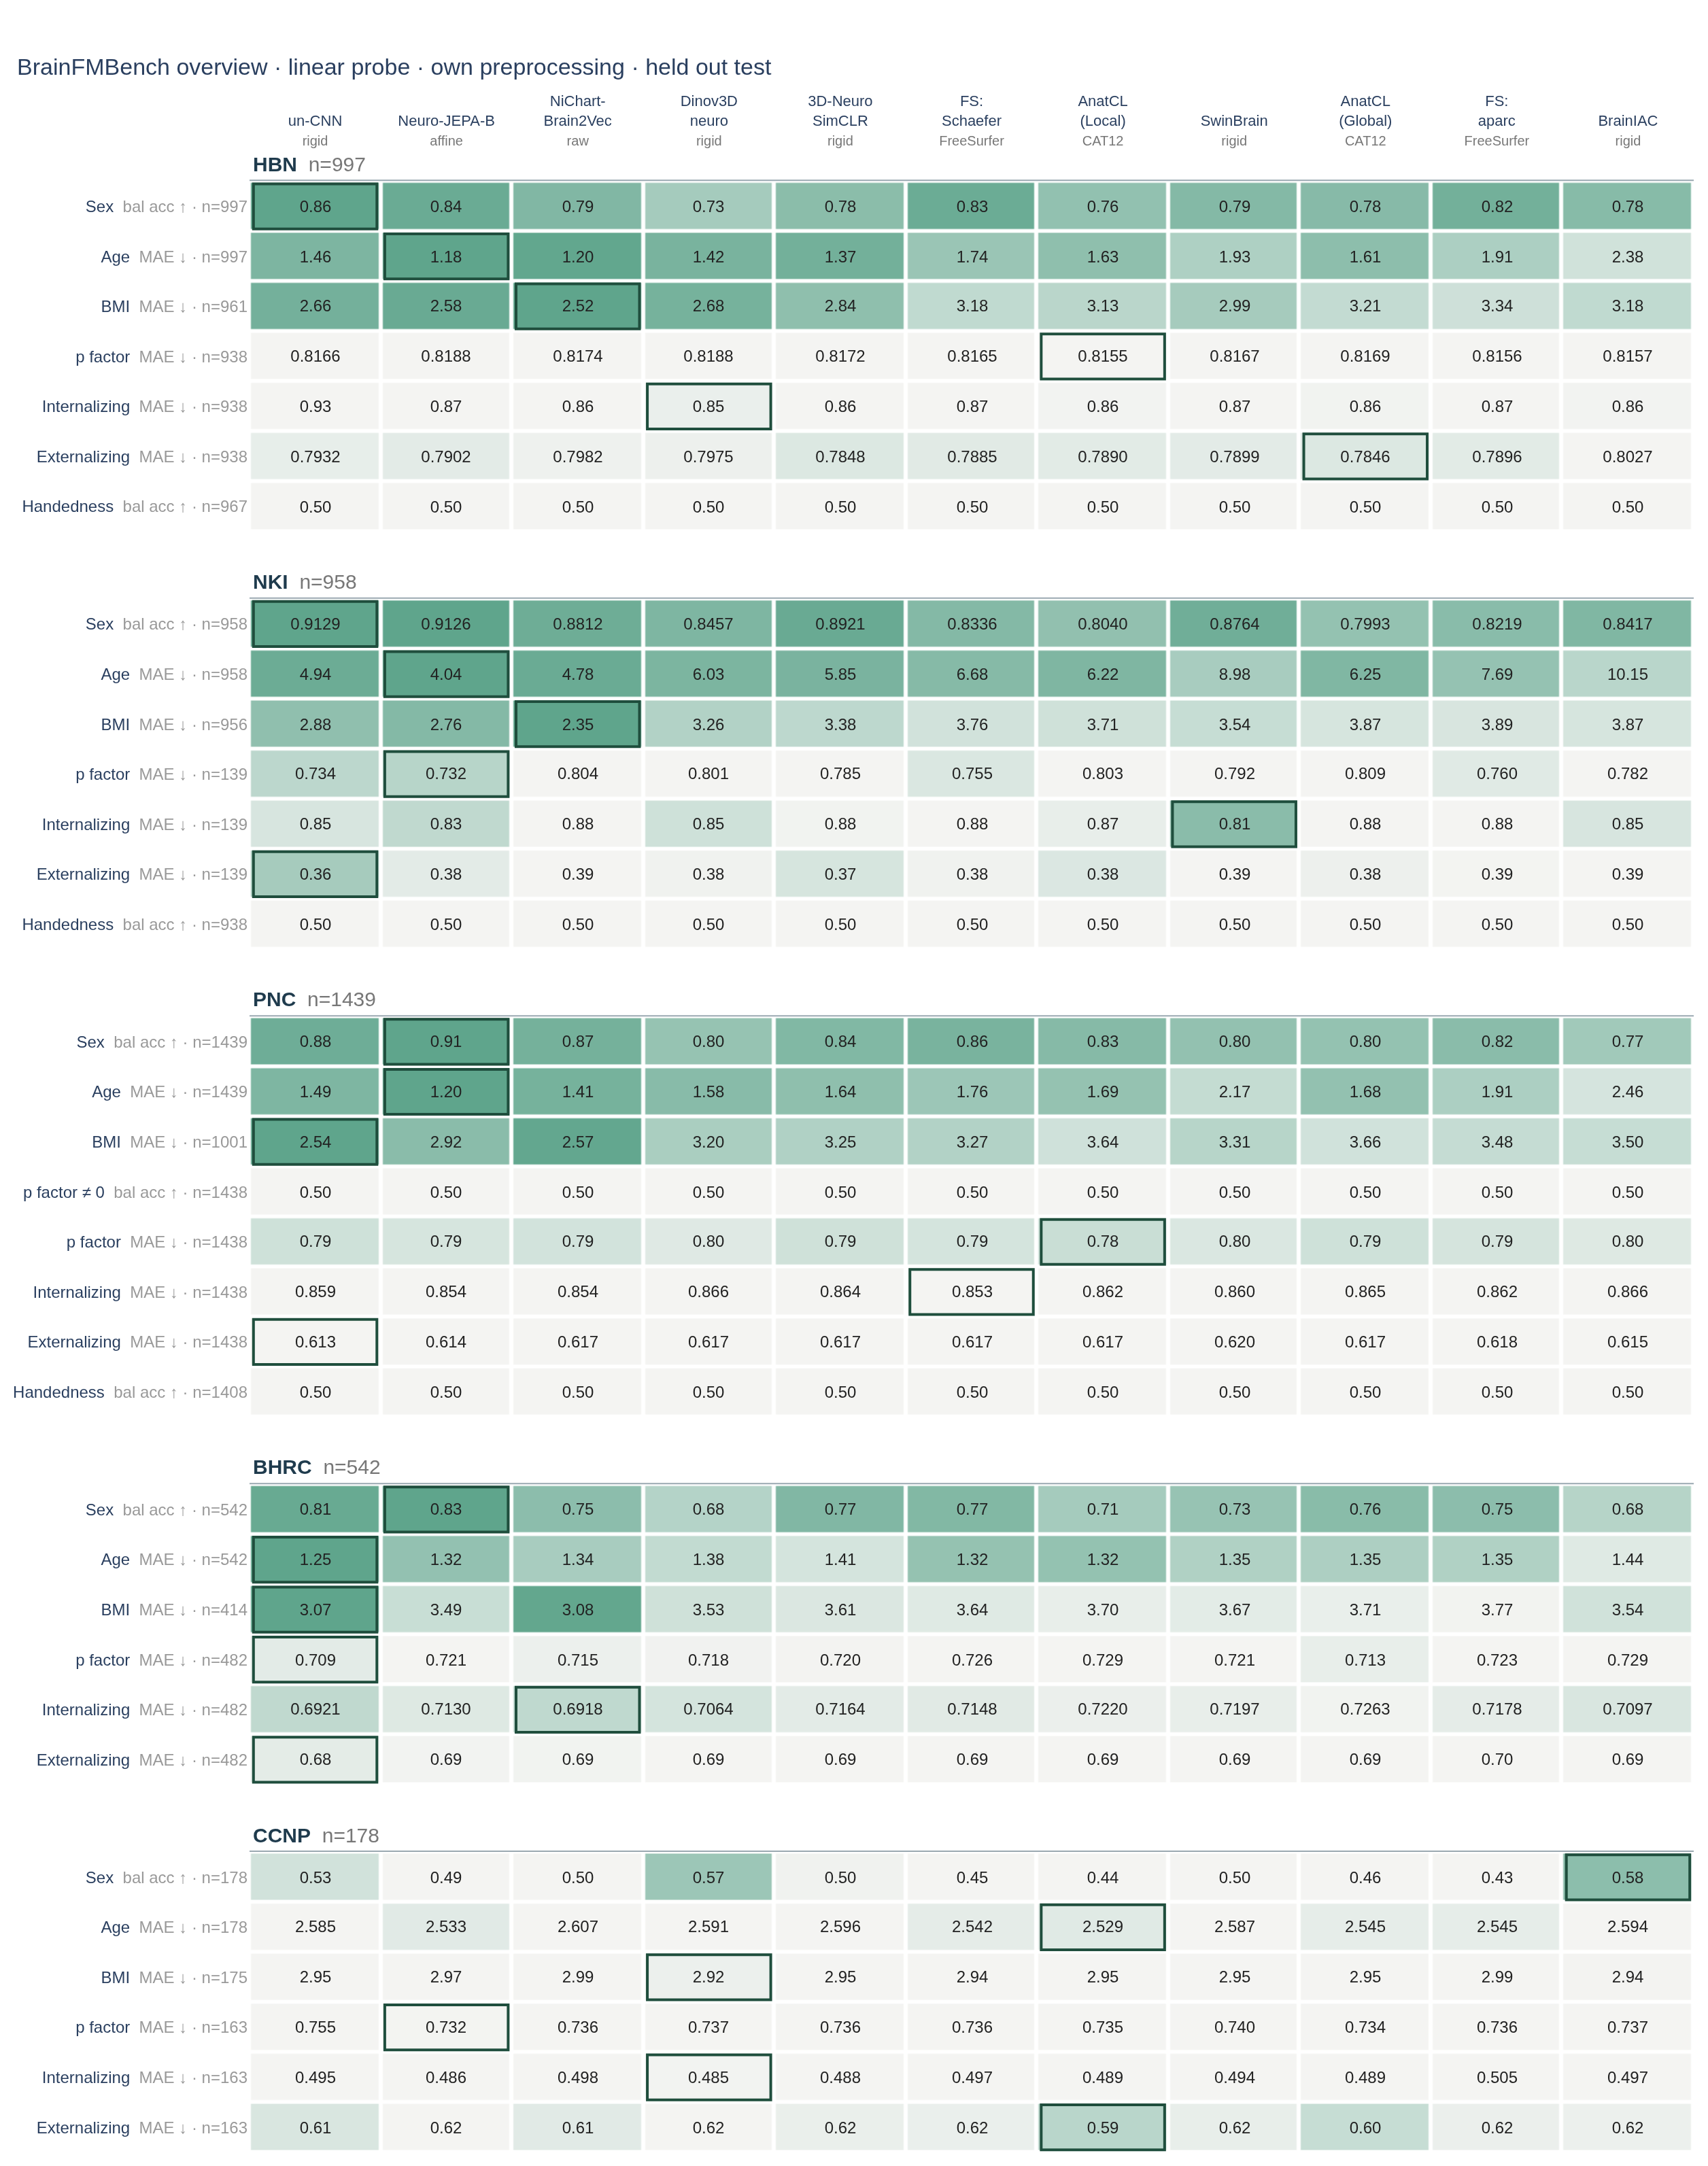 BrainFMBench overview · linear probe · own preprocessing · held out test
un-CNN rigid
Neuro-JEPA-B affine
NiChart-Brain2Vec raw
Dinov3D neuro rigid
3D-Neuro SimCLR rigid
FS: Schaefer FreeSurfer
AnatCL (Local) CAT12
SwinBrain rigid
AnatCL (Global) CAT12
FS: aparc FreeSurfer
BrainIAC rigid
HBN n=997
Sex bal acc ↑ · n=997 0.86 0.84 0.79 0.73 0.78 0.83 0.76 0.79 0.78 0.82 0.78
Age MAE ↓ · n=997 1.46 1.18 1.20 1.42 1.37 1.74 1.63 1.93 1.61 1.91 2.38
BMI MAE ↓ · n=961 2.66 2.58 2.52 2.68 2.84 3.18 3.13 2.99 3.21 3.34 3.18
p factor MAE ↓ · n=938 0.8166 0.8188 0.8174 0.8188 0.8172 0.8165 0.8155 0.8167 0.8169 0.8156 0.8157
Internalizing MAE ↓ · n=938 0.93 0.87 0.86 0.85 0.86 0.87 0.86 0.87 0.86 0.87 0.86
Externalizing MAE ↓ · n=938 0.7932 0.7902 0.7982 0.7975 0.7848 0.7885 0.7890 0.7899 0.7846 0.7896 0.8027
Handedness bal acc ↑ · n=967 0.50 0.50 0.50 0.50 0.50 0.50 0.50 0.50 0.50 0.50 0.50
NKI n=958
Sex bal acc ↑ · n=958 0.9129 0.9126 0.8812 0.8457 0.8921 0.8336 0.8040 0.8764 0.7993 0.8219 0.8417
Age MAE ↓ · n=958 4.94 4.04 4.78 6.03 5.85 6.68 6.22 8.98 6.25 7.69 10.15
BMI MAE ↓ · n=956 2.88 2.76 2.35 3.26 3.38 3.76 3.71 3.54 3.87 3.89 3.87
p factor MAE ↓ · n=139 0.734 0.732 0.804 0.801 0.785 0.755 0.803 0.792 0.809 0.760 0.782
Internalizing MAE ↓ · n=139 0.85 0.83 0.88 0.85 0.88 0.88 0.87 0.81 0.88 0.88 0.85
Externalizing MAE ↓ · n=139 0.36 0.38 0.39 0.38 0.37 0.38 0.38 0.39 0.38 0.39 0.39
Handedness bal acc ↑ · n=938 0.50 0.50 0.50 0.50 0.50 0.50 0.50 0.50 0.50 0.50 0.50
PNC n=1439
Sex bal acc ↑ · n=1439 0.88 0.91 0.87 0.80 0.84 0.86 0.83 0.80 0.80 0.82 0.77
Age MAE ↓ · n=1439 1.49 1.20 1.41 1.58 1.64 1.76 1.69 2.17 1.68 1.91 2.46
BMI MAE ↓ · n=1001 2.54 2.92 2.57 3.20 3.25 3.27 3.64 3.31 3.66 3.48 3.50
p factor ≠ 0 bal acc ↑ · n=1438 0.50 0.50 0.50 0.50 0.50 0.50 0.50 0.50 0.50 0.50 0.50
p factor MAE ↓ · n=1438 0.79 0.79 0.79 0.80 0.79 0.79 0.78 0.80 0.79 0.79 0.80
Internalizing MAE ↓ · n=1438 0.859 0.854 0.854 0.866 0.864 0.853 0.862 0.860 0.865 0.862 0.866
Externalizing MAE ↓ · n=1438 0.613 0.614 0.617 0.617 0.617 0.617 0.617 0.620 0.617 0.618 0.615
Handedness bal acc ↑ · n=1408 0.50 0.50 0.50 0.50 0.50 0.50 0.50 0.50 0.50 0.50 0.50
BHRC n=542
Sex bal acc ↑ · n=542 0.81 0.83 0.75 0.68 0.77 0.77 0.71 0.73 0.76 0.75 0.68
Age MAE ↓ · n=542 1.25 1.32 1.34 1.38 1.41 1.32 1.32 1.35 1.35 1.35 1.44
BMI MAE ↓ · n=414 3.07 3.49 3.08 3.53 3.61 3.64 3.70 3.67 3.71 3.77 3.54
p factor MAE ↓ · n=482 0.709 0.721 0.715 0.718 0.720 0.726 0.729 0.721 0.713 0.723 0.729
Internalizing MAE ↓ · n=482 0.6921 0.7130 0.6918 0.7064 0.7164 0.7148 0.7220 0.7197 0.7263 0.7178 0.7097
Externalizing MAE ↓ · n=482 0.68 0.69 0.69 0.69 0.69 0.69 0.69 0.69 0.69 0.70 0.69
CCNP n=178
Sex bal acc ↑ · n=178 0.53 0.49 0.50 0.57 0.50 0.45 0.44 0.50 0.46 0.43 0.58
Age MAE ↓ · n=178 2.585 2.533 2.607 2.591 2.596 2.542 2.529 2.587 2.545 2.545 2.594
BMI MAE ↓ · n=175 2.95 2.97 2.99 2.92 2.95 2.94 2.95 2.95 2.95 2.99 2.94
p factor MAE ↓ · n=163 0.755 0.732 0.736 0.737 0.736 0.736 0.735 0.740 0.734 0.736 0.737
Internalizing MAE ↓ · n=163 0.495 0.486 0.498 0.485 0.488 0.497 0.489 0.494 0.489 0.505 0.497
Externalizing MAE ↓ · n=163 0.61 0.62 0.61 0.62 0.62 0.62 0.59 0.62 0.60 0.62 0.62